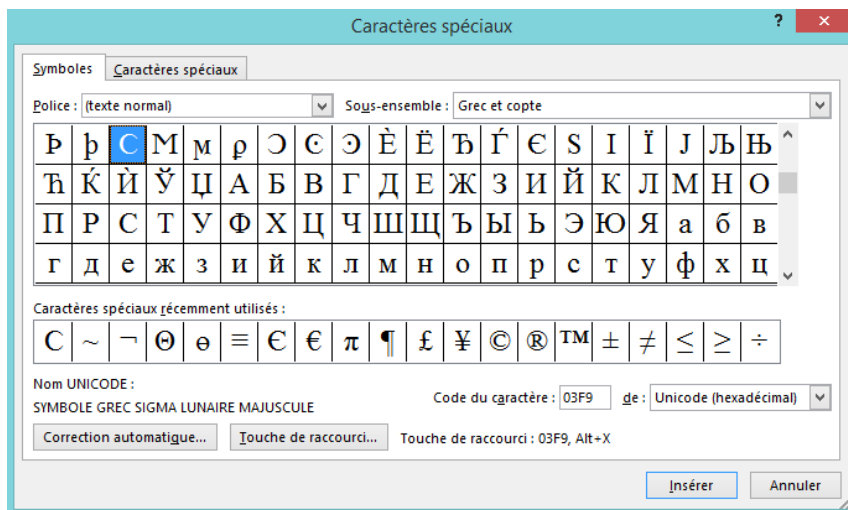 Caractères spéciaux ? ×
Symboles Caractères spéciaux
Police : (texte normal) Sous-ensemble : Grec et copte
Ϸ ϸ Ϲ Ϻ ϻ ϼ Ͻ Ͼ Ͽ Ѐ Ё Ђ Ѓ Є Ѕ І Ї Ј Љ Њ
Ћ Ќ Ѝ Ў Џ А Б В Г Д Е Ж З И Й К Л М Н О
П Р С Т У Ф Х Ц Ч Ш Щ Ъ Ы Ь Э Ю Я а б в
г д е ж з и й к л м н о п р с т у ф х ц
Caractères spéciaux récemment utilisés :
Ϲ ~ ¬ Θ ɵ ≡ Є € π ¶ £ ¥ © ® ™ ± ≠ ≤ ≥ ÷
Nom UNICODE :
SYMBOLE GREC SIGMA LUNAIRE MAJUSCULE
Code du caractère : 03F9 de : Unicode (hexadécimal)
Correction automatique... Touche de raccourci... Touche de raccourci : 03F9, Alt+X
Insérer Annuler